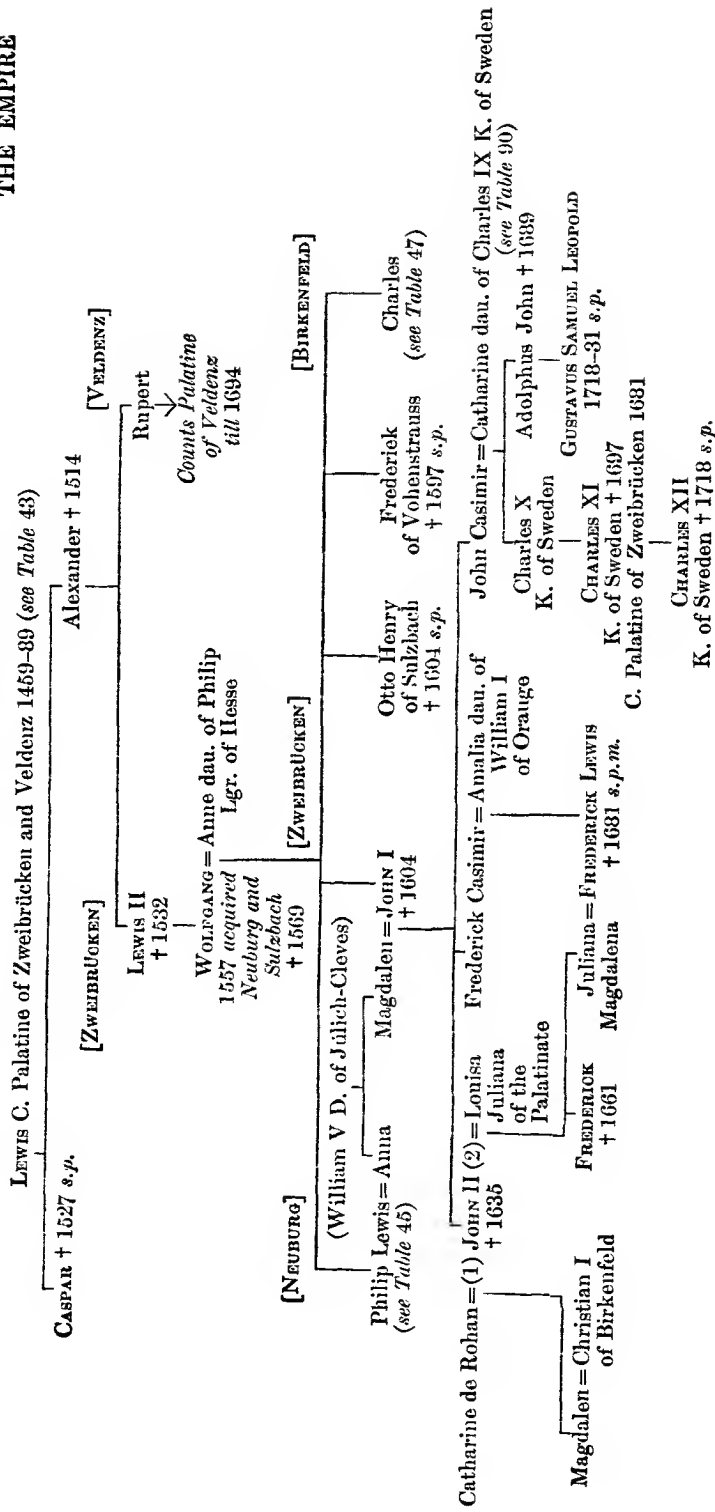 THE EMPIRE
LEWIS C. Palatine of Zweibrücken and Veldenz 1459–89 (see Table 43)
CASPAR † 1527 s.p.
Alexander † 1514
[ZWEIBRÜCKEN]
[VELDENZ]
LEWIS II
† 1532
Rupert
Counts Palatine
of Veldenz
till 1694
WOLFGANG = Anne dau. of Philip
1557 acquired Lgr. of Hesse
Neuburg and
Sulzbach
† 1569
[NEUBURG]
[ZWEIBRÜCKEN]
[BIRKENFELD]
(William V D. of Jülich-Cleves)
Philip Lewis = Anna
(see Table 45)
Magdalen = JOHN I
† 1604
Otto Henry
of Sulzbach
† 1604 s.p.
Frederick
of Vohenstrauss
† 1597 s.p.
Charles
(see Table 47)
Catharine de Rohan = (1) JOHN II (2) = Louisa
† 1635 Juliana
of the
Palatinate
Frederick Casimir = Amalia dau. of
William I
of Orauge
John Casimir = Catharine dau. of Charles IX K. of Sweden
(see Table 90)
Magdalen = Christian I
of Birkenfeld
FREDERICK
† 1661
Juliana = FREDERICK LEWIS
Magdalena † 1681 s.p.m.
Charles X
K. of Sweden
Adolphus John † 1689
CHARLES XI
K. of Sweden † 1697
C. Palatine of Zweibrücken 1681
GUSTAVUS SAMUEL LEOPOLD
1718–31 s.p.
CHARLES XII
K. of Sweden † 1718 s.p.